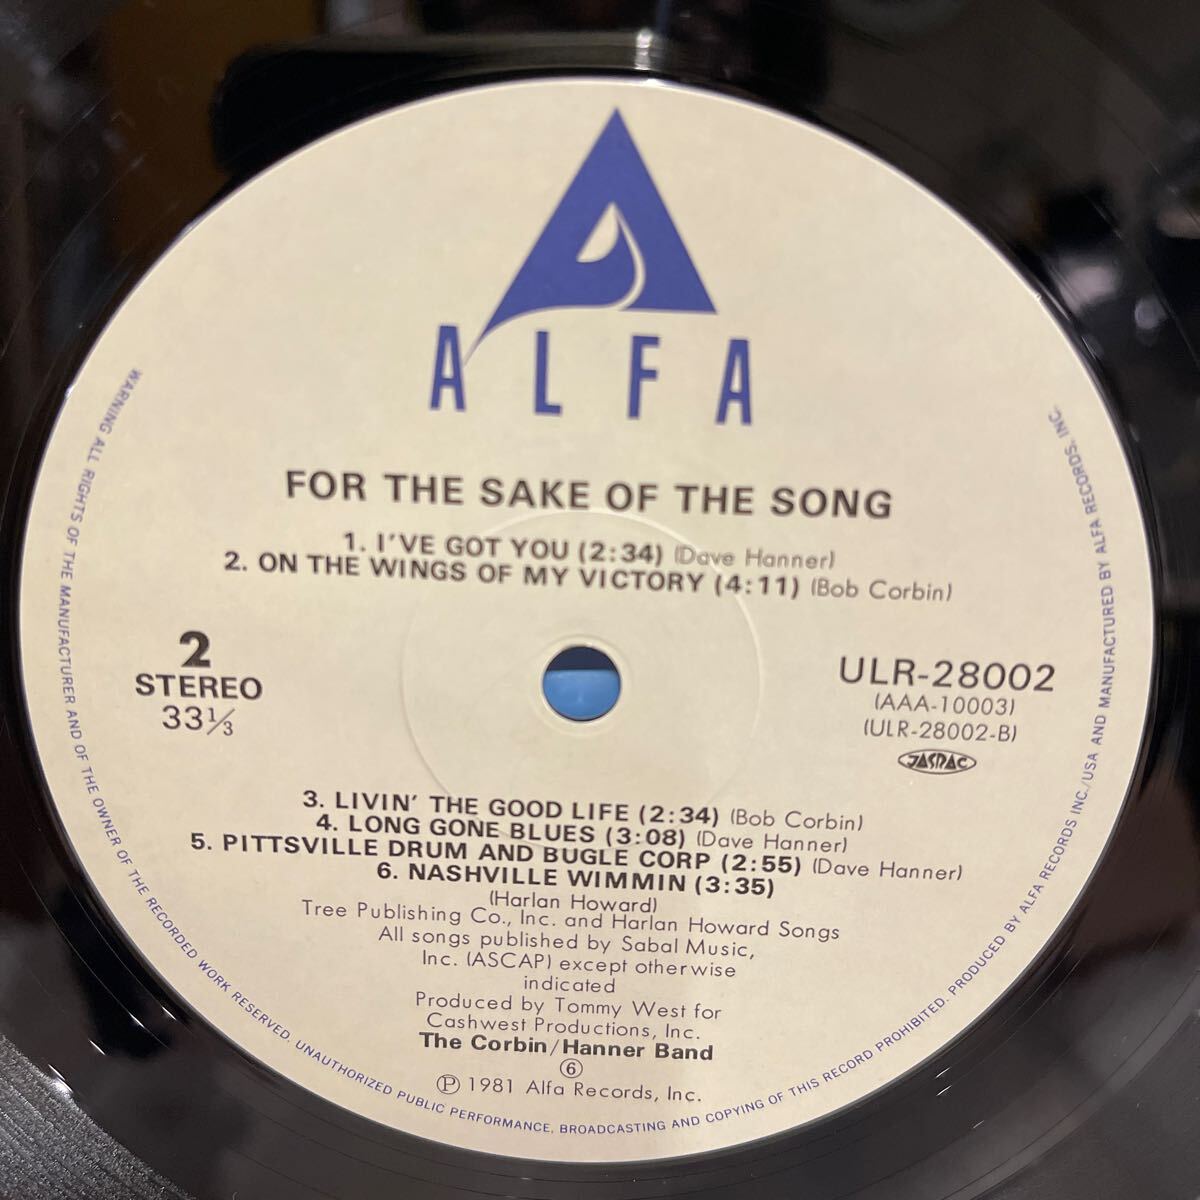 ALFA
FOR THE SAKE OF THE SONG
1. I'VE GOT YOU (2:34) (Dave Hanner)
2. ON THE WINGS OF MY VICTORY (4:11) (Bob Corbin)
2
STEREO
33 1/3
ULR-28002
(AAA-10003)
(ULR-28002-B)
JASRAC
3. LIVIN' THE GOOD LIFE (2:34) (Bob Corbin)
4. LONG GONE BLUES (3:08) (Dave Hanner)
5. PITTSVILLE DRUM AND BUGLE CORP (2:55) (Dave Hanner)
6. NASHVILLE WIMMIN (3:35)
(Harlan Howard)
Tree Publishing Co., Inc. and Harlan Howard Songs
All songs published by Sabal Music,
Inc. (ASCAP) except otherwise
indicated
Produced by Tommy West for
Cashwest Productions, Inc.
The Corbin/Hanner Band
⑥
Ⓟ 1981 Alfa Records, Inc.
WARNING ALL RIGHTS OF THE MANUFACTURER AND OF THE OWNER OF THE RECORDED WORK RESERVED. UNAUTHORIZED PUBLIC PERFORMANCE, BROADCASTING AND COPYING OF THIS RECORD PROHIBITED. PRODUCED BY ALFA RECORDS INC./USA AND MANUFACTURED BY ALFA RECORDS, INC.